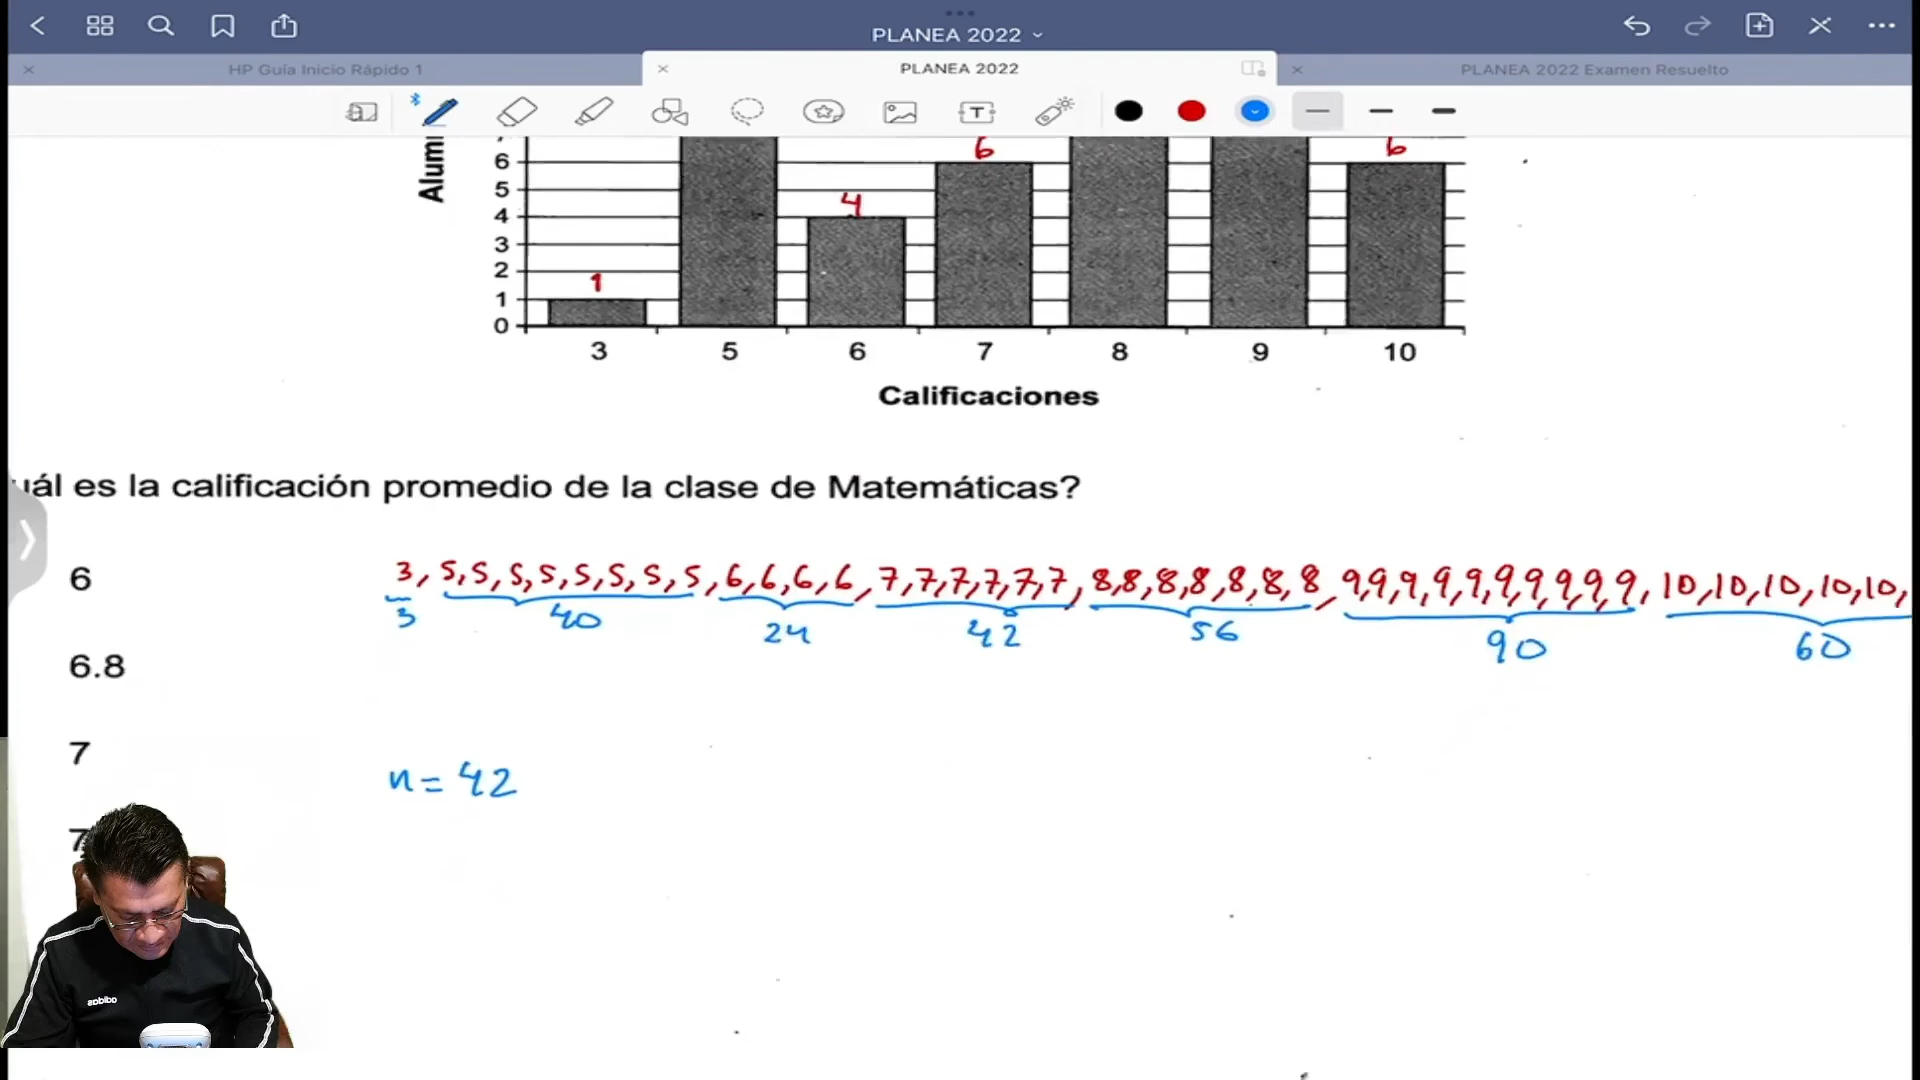 PLANEA 2022
HP Guía Inicio Rápido 1
PLANEA 2022
PLANEA 2022 Examen Resuelto
T
6
6
6
5
4
4
3
2
1
1
0
3 5 6 7 8 9 10
Calificaciones
uál es la calificación promedio de la clase de Matemáticas?
6
3, 5,5,5,5,5,5,5,5, 6,6,6,6, 7,7,7,7,7,7, 8,8,8,8,8,8,8, 9,9,9,9,9,9,9,9,9,9, 10,10,10,10,10,
3 40 24 42 56 90 60
6.8
7
n = 42
7
adidas